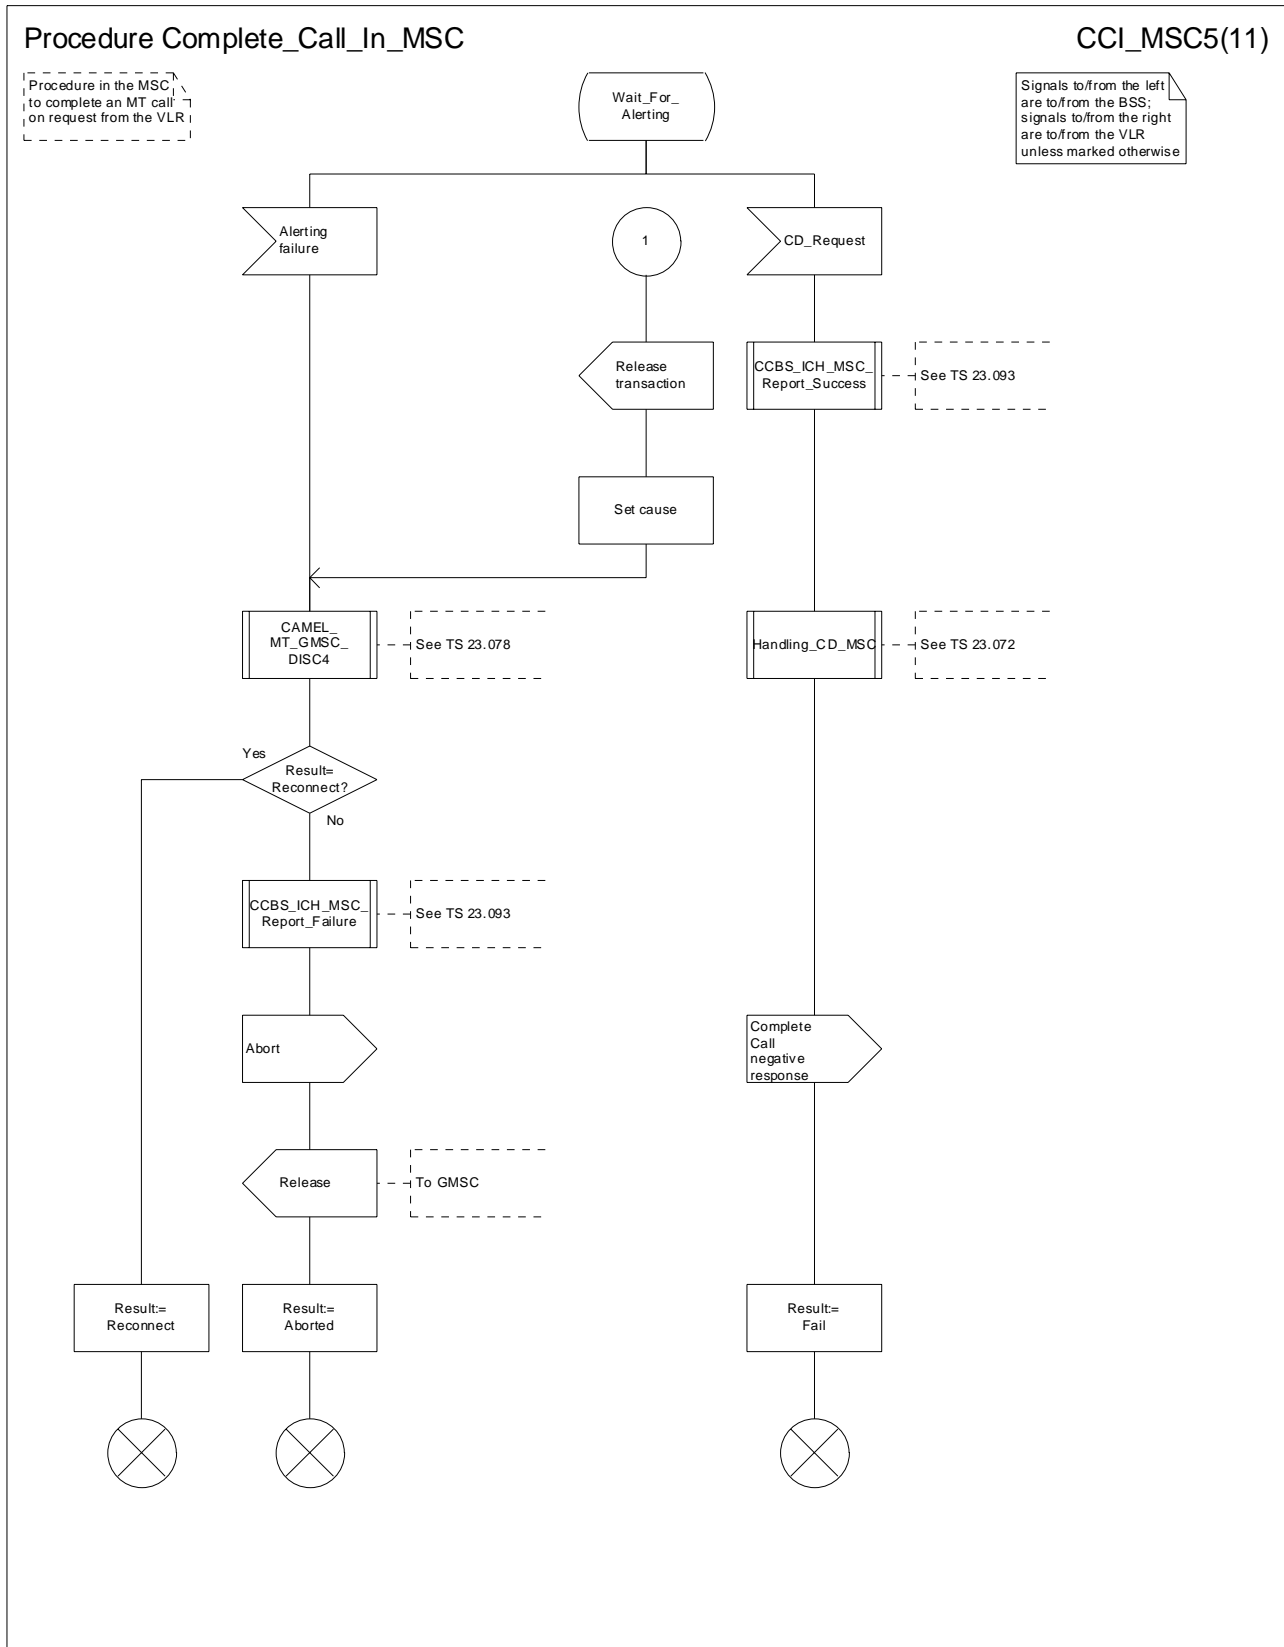 Procedure Complete_Call_In_MSC
CCI_MSC5(11)
Procedure in the MSC
to complete an MT call
on request from the VLR
Wait_For_
Alerting
Signals to/from the left
are to/from the BSS;
signals to/from the right
are to/from the VLR
unless marked otherwise
Alerting
failure
1
CD_Request
Release
transaction
CCBS_ICH_MSC_
Report_Success
See TS 23.093
Set cause
CAMEL_
MT_GMSC_
DISC4
See TS 23.078
Handling_CD_MSC
See TS 23.072
Yes
Result=
Reconnect?
No
CCBS_ICH_MSC_
Report_Failure
See TS 23.093
Abort
Complete
Call
negative
response
Release
To GMSC
Result:=
Reconnect
Result:=
Aborted
Result:=
Fail